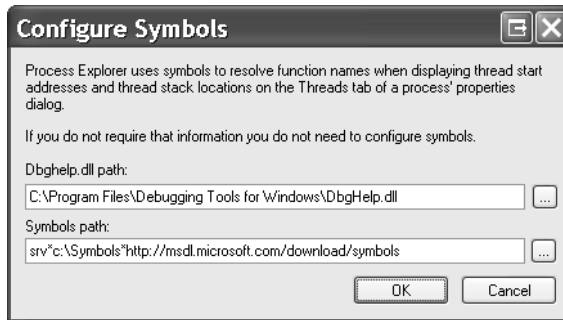 Configure Symbols
Process Explorer uses symbols to resolve function names when displaying thread start
addresses and thread stack locations on the Threads tab of a process' properties
dialog.
If you do not require that information you do not need to configure symbols.
Dbghelp.dll path:
C:\Program Files\Debugging Tools for Windows\DbgHelp.dll
...
Symbols path:
srv*c:\Symbols*http://msdl.microsoft.com/download/symbols
...
OK
Cancel